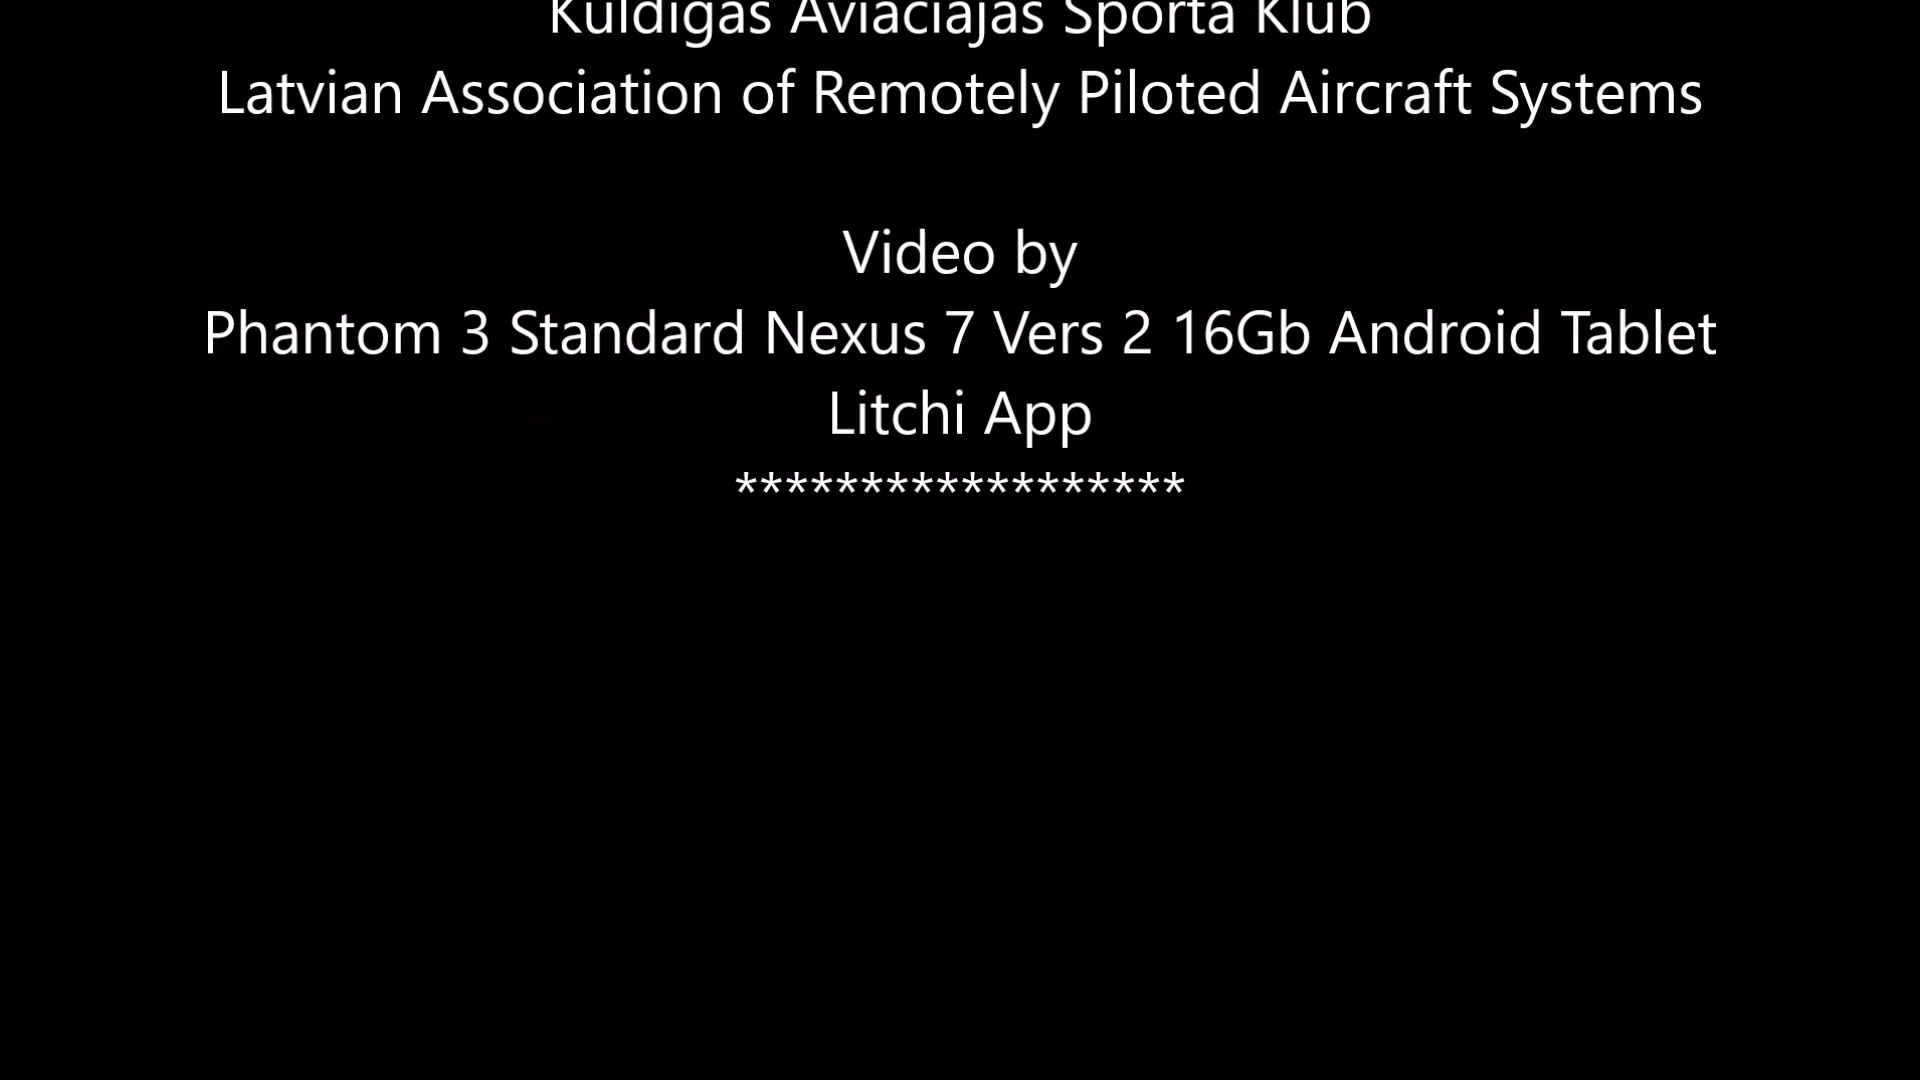 Kuldigas Aviaciajas Sporta Klub
Latvian Association of Remotely Piloted Aircraft Systems
Video by
Phantom 3 Standard Nexus 7 Vers 2 16Gb Android Tablet
Litchi App
******************